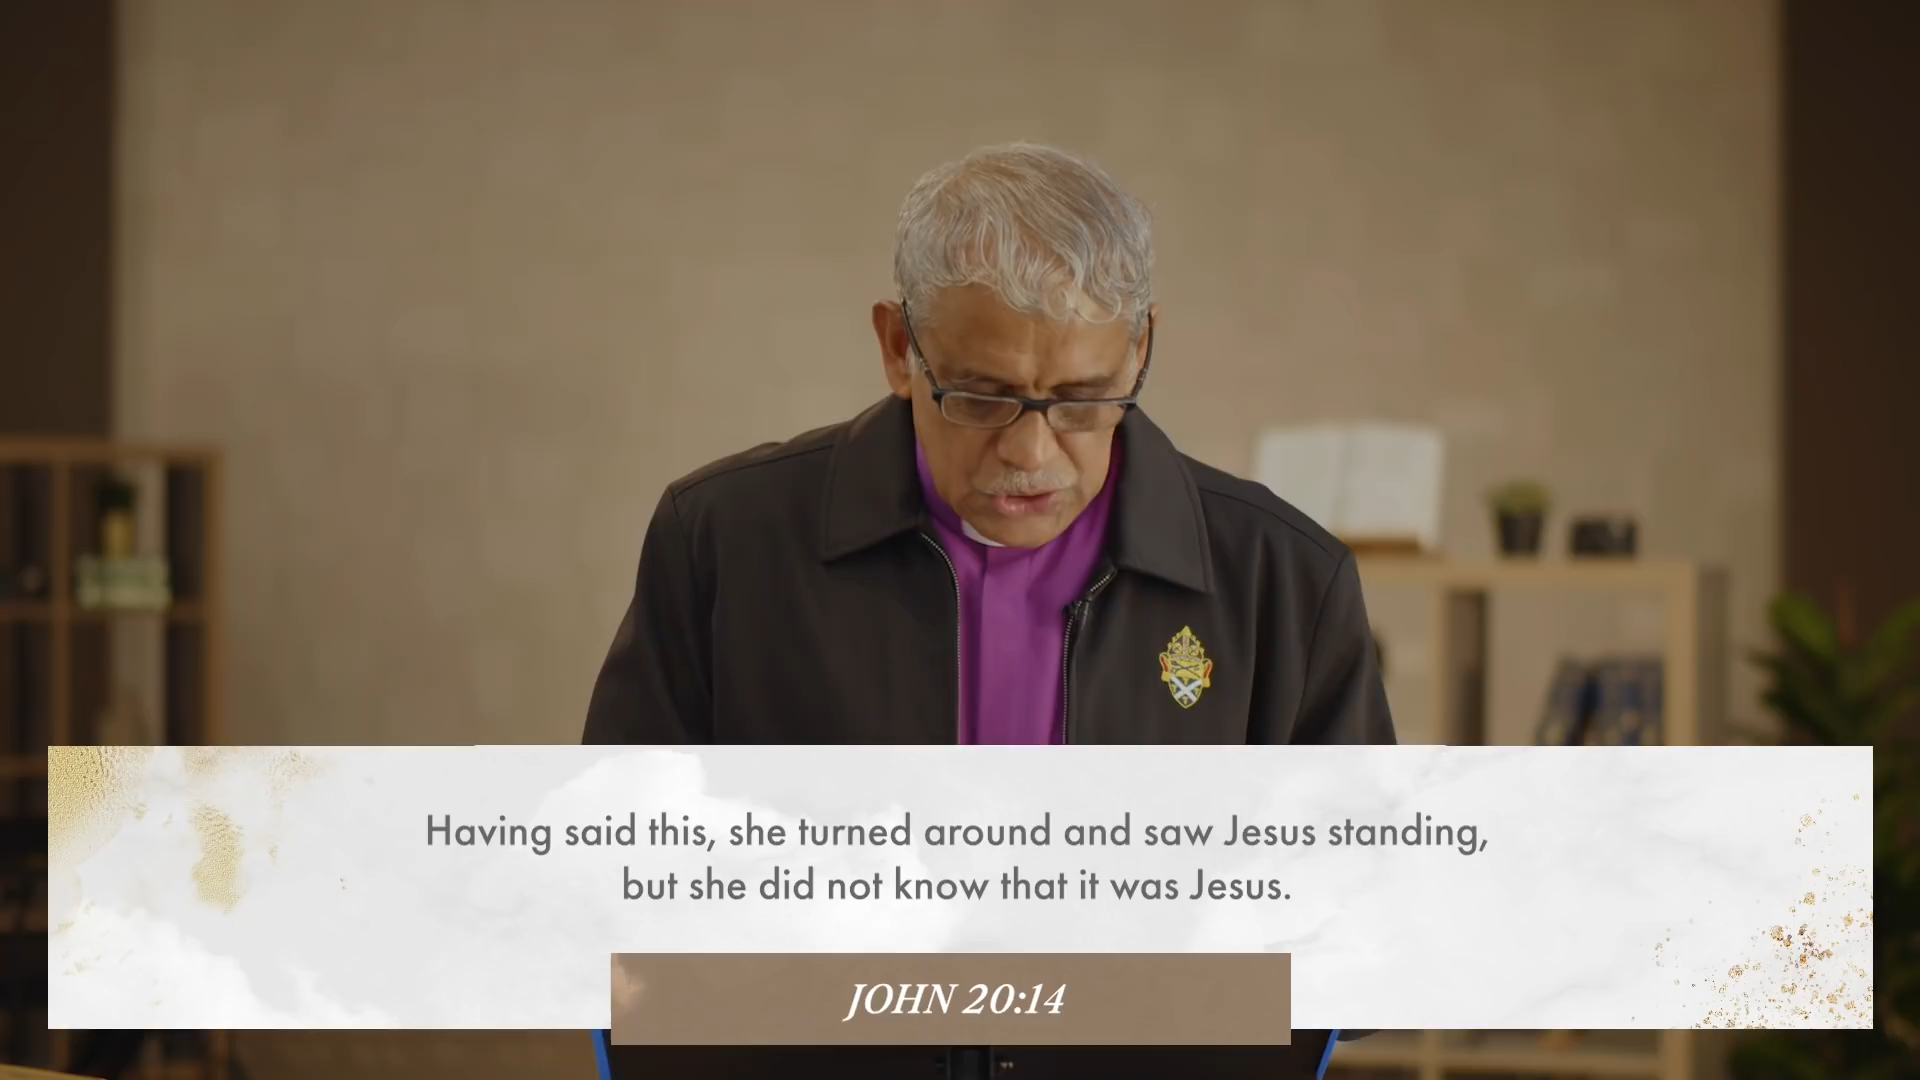 Having said this, she turned around and saw Jesus standing,
but she did not know that it was Jesus.
JOHN 20:14